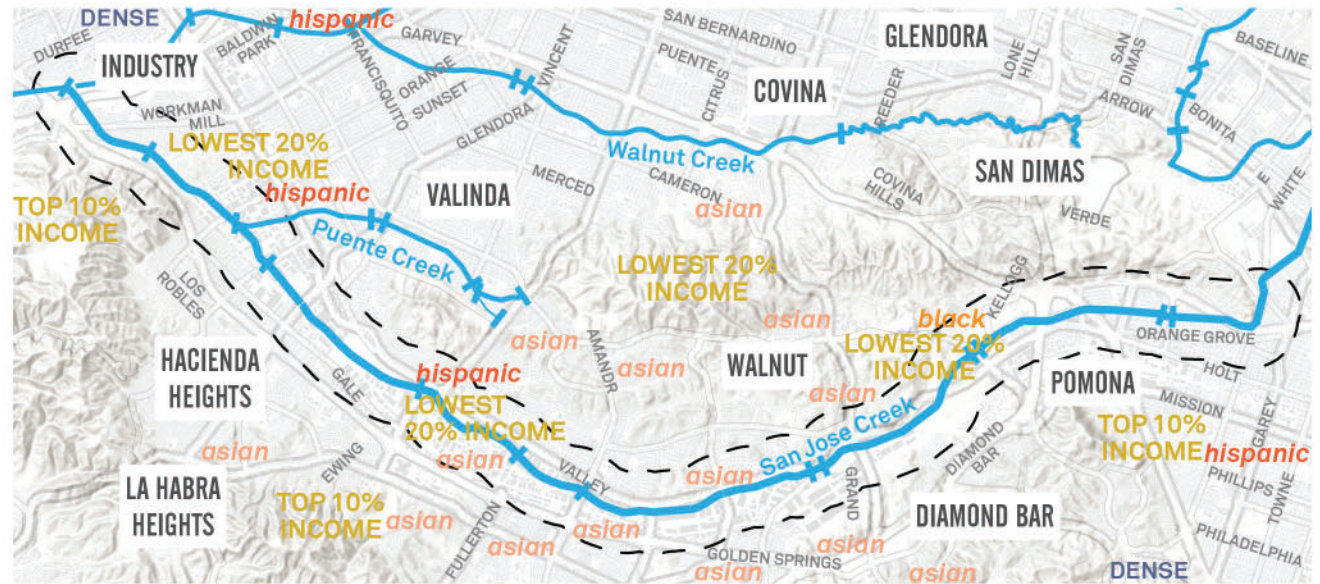 DENSE
hispanic
DURFEE
INDUSTRY
BALDWIN
PARK
FRANCISQUITO
GARVEY
ORANGE
SUNSET
VINCENT
SAN BERNARDINO
PUENTE
CITRUS
GLENDORA
COVINA
LONE
HILL
REEDER
SAN
DIMAS
BASELINE
ARROW
BONITA
WORKMAN
MILL
LOWEST 20%
INCOME
hispanic
GLENDORA
Walnut Creek
MERCED
CAMERON
asian
COVINA
HILLS
SAN DIMAS
VERDE
E
WHITE
TOP 10%
INCOME
VALINDA
Puente Creek
LOWEST 20%
INCOME
KELLOGG
LOS
ROBLES
asian
AMANDR
asian
asian
WALNUT
black
LOWEST 20%
INCOME
ORANGE GROVE
HACIENDA
HEIGHTS
GALE
hispanic
LOWEST
20% INCOME
asian
POMONA
HOLT
MISSION
GAREY
TOP 10%
INCOME
hispanic
PHILLIPS
TOWNE
asian
EWING
asian
VALLEY
asian
San Jose Creek
GRAND
DIAMOND
BAR
LA HABRA
HEIGHTS
TOP 10%
INCOME
asian
FULLERTON
asian
asian
GOLDEN SPRINGS
asian
asian
DIAMOND BAR
asian
PHILADELPHIA
DENSE